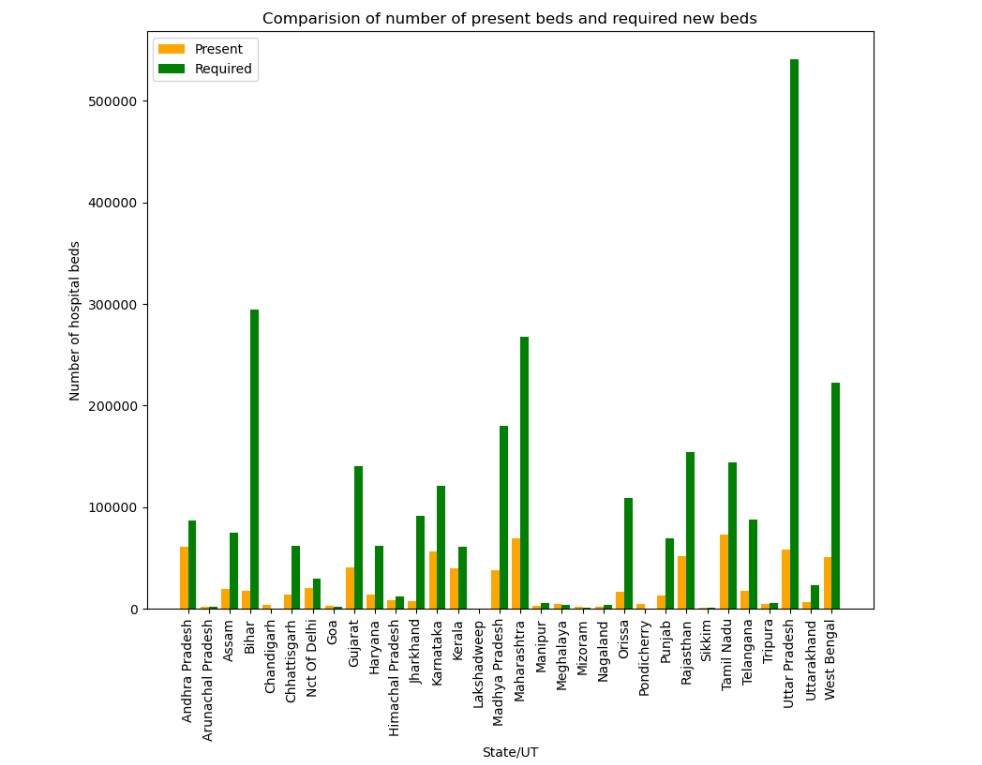 Comparision of number of present beds and required new beds
Present
Required
Number of hospital beds
500000
400000
300000
200000
100000
0
Andhra Pradesh
Arunachal Pradesh
Assam
Bihar
Chandigarh
Chhattisgarh
Nct Of Delhi
Goa
Gujarat
Haryana
Himachal Pradesh
Jharkhand
Karnataka
Kerala
Lakshadweep
Madhya Pradesh
Maharashtra
Manipur
Meghalaya
Mizoram
Nagaland
Orissa
Pondicherry
Punjab
Rajasthan
Sikkim
Tamil Nadu
Telangana
Tripura
Uttar Pradesh
Uttarakhand
West Bengal
State/UT